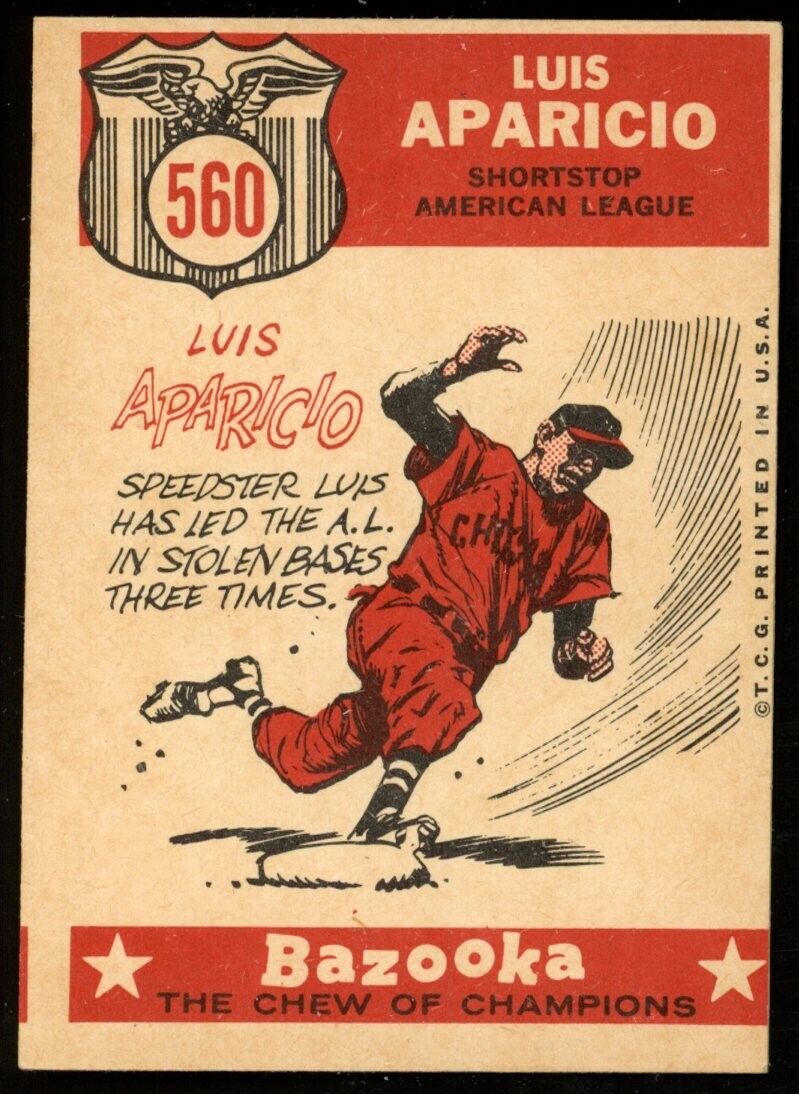 560
LUIS
APARICIO
SHORTSTOP
AMERICAN LEAGUE
LUIS
APARICIO
SPEEDSTER LUIS
HAS LED THE A.L.
IN STOLEN BASES
THREE TIMES.
CHIC
©T. C. G. PRINTED IN U.S.A.
Bazooka
THE CHEW OF CHAMPIONS